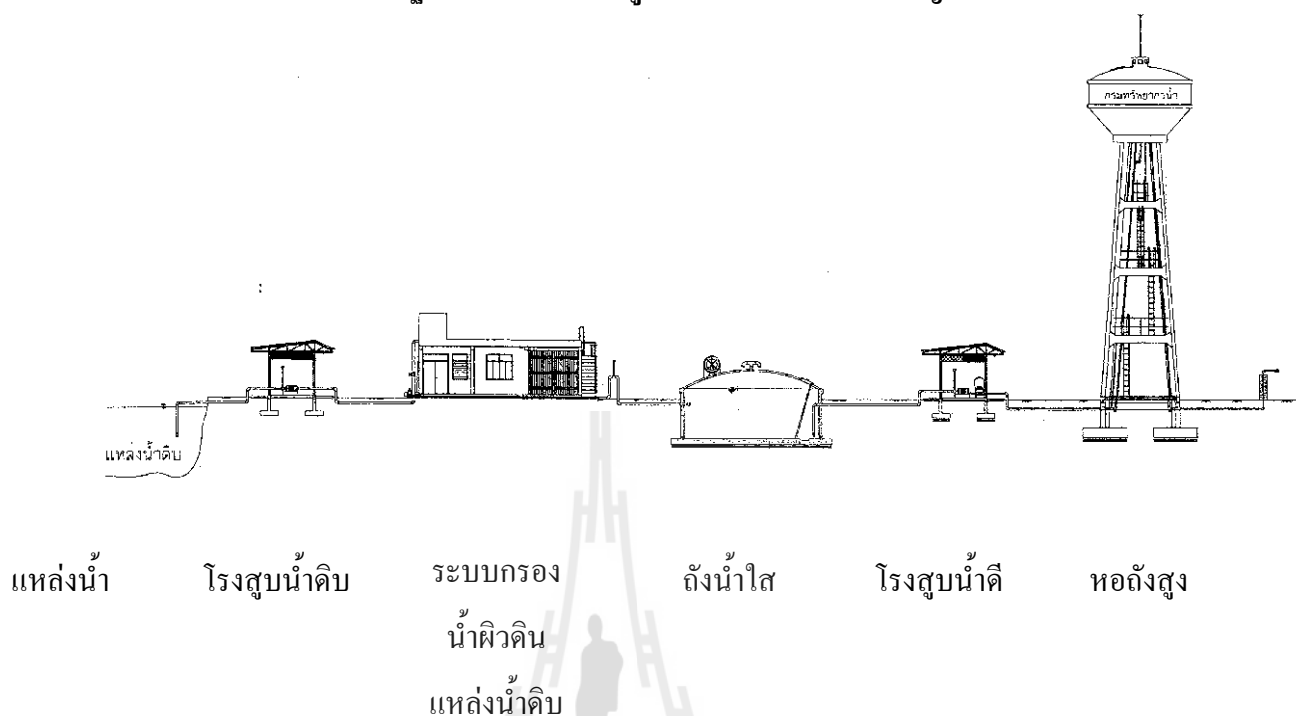 กรมทรัพยากรน้ำ
แหล่งน้ำดิบ
แหล่งน้ำ
โรงสูบน้ำดิบ
ระบบกรอง
น้ำผิวดิน
แหล่งน้ำดิบ
ถังน้ำใส
โรงสูบน้ำดี
หอถังสูง